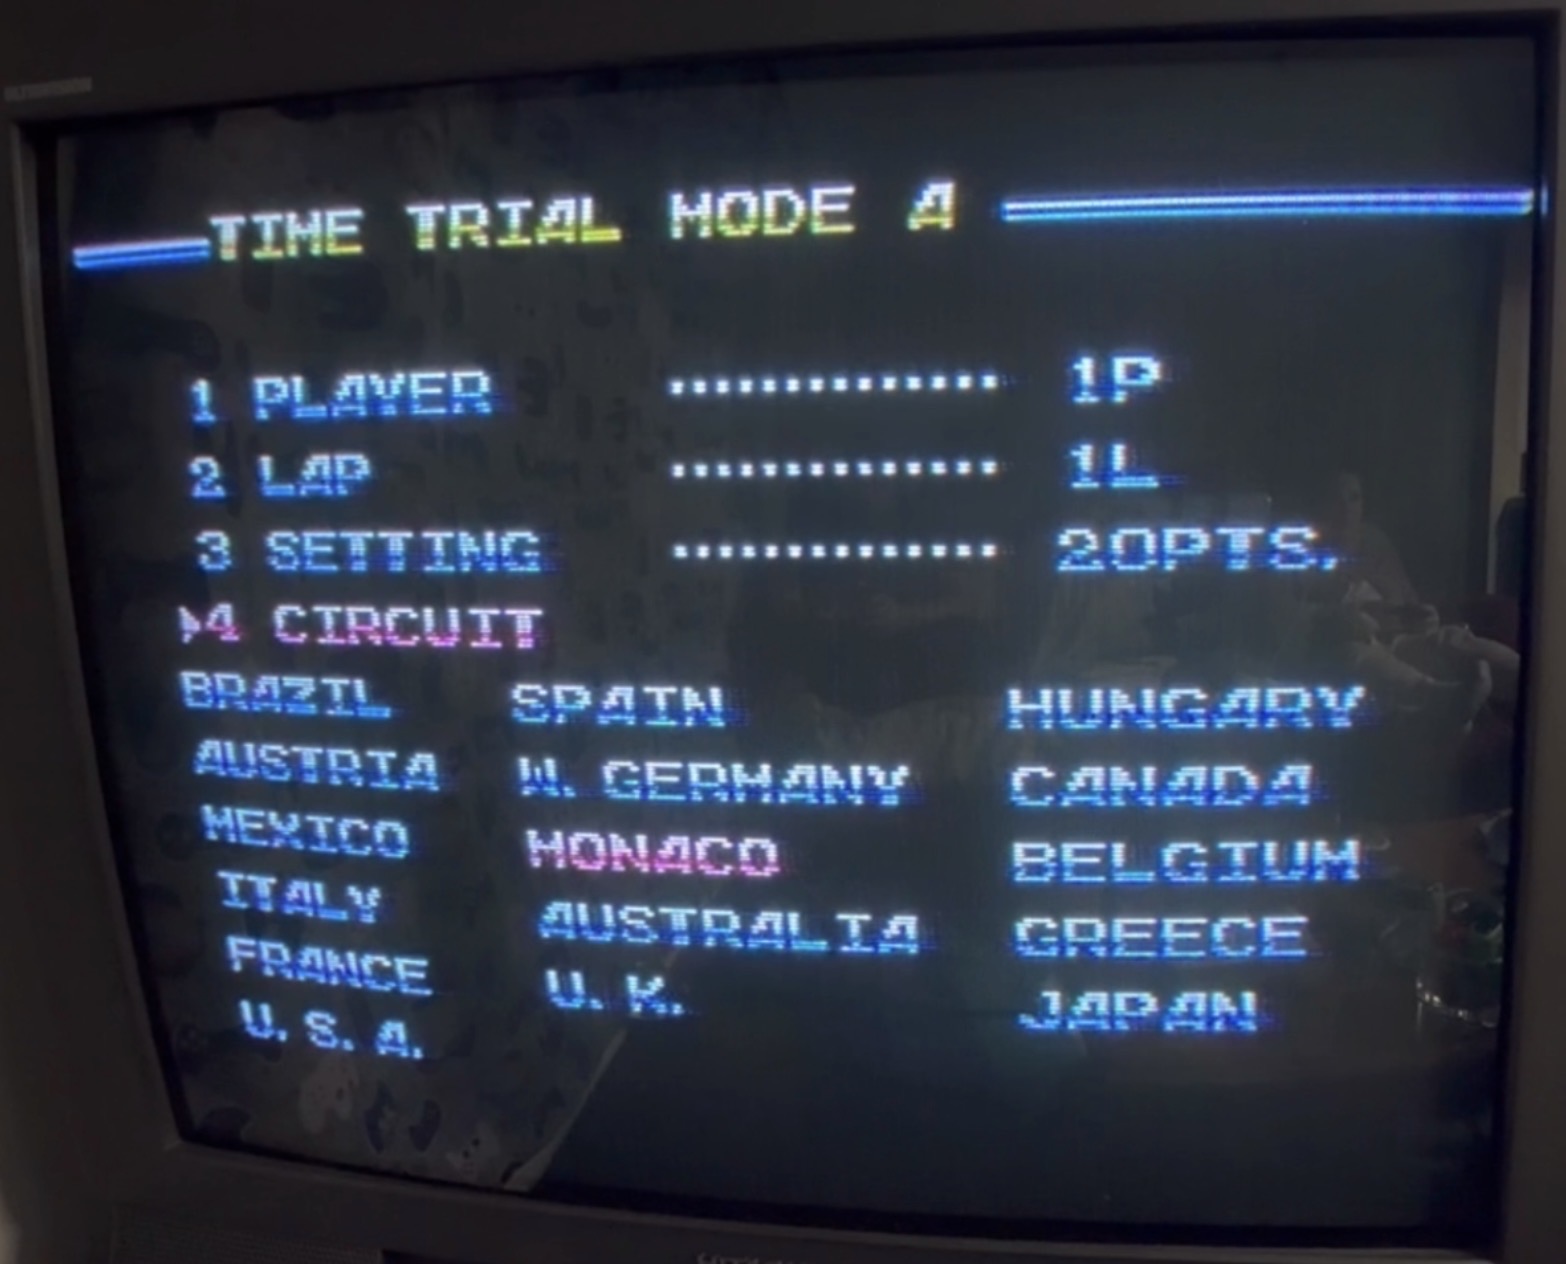 TIME TRIAL MODE A
1 PLAYER .............. 1P
2 LAP .............. 1L
3 SETTING .............. 20PTS.
▶4 CIRCUIT
BRAZIL SPAIN HUNGARY
AUSTRIA W. GERMANY CANADA
MEXICO MONACO BELGIUM
ITALY AUSTRALIA GREECE
FRANCE U. K. JAPAN
U. S. A.